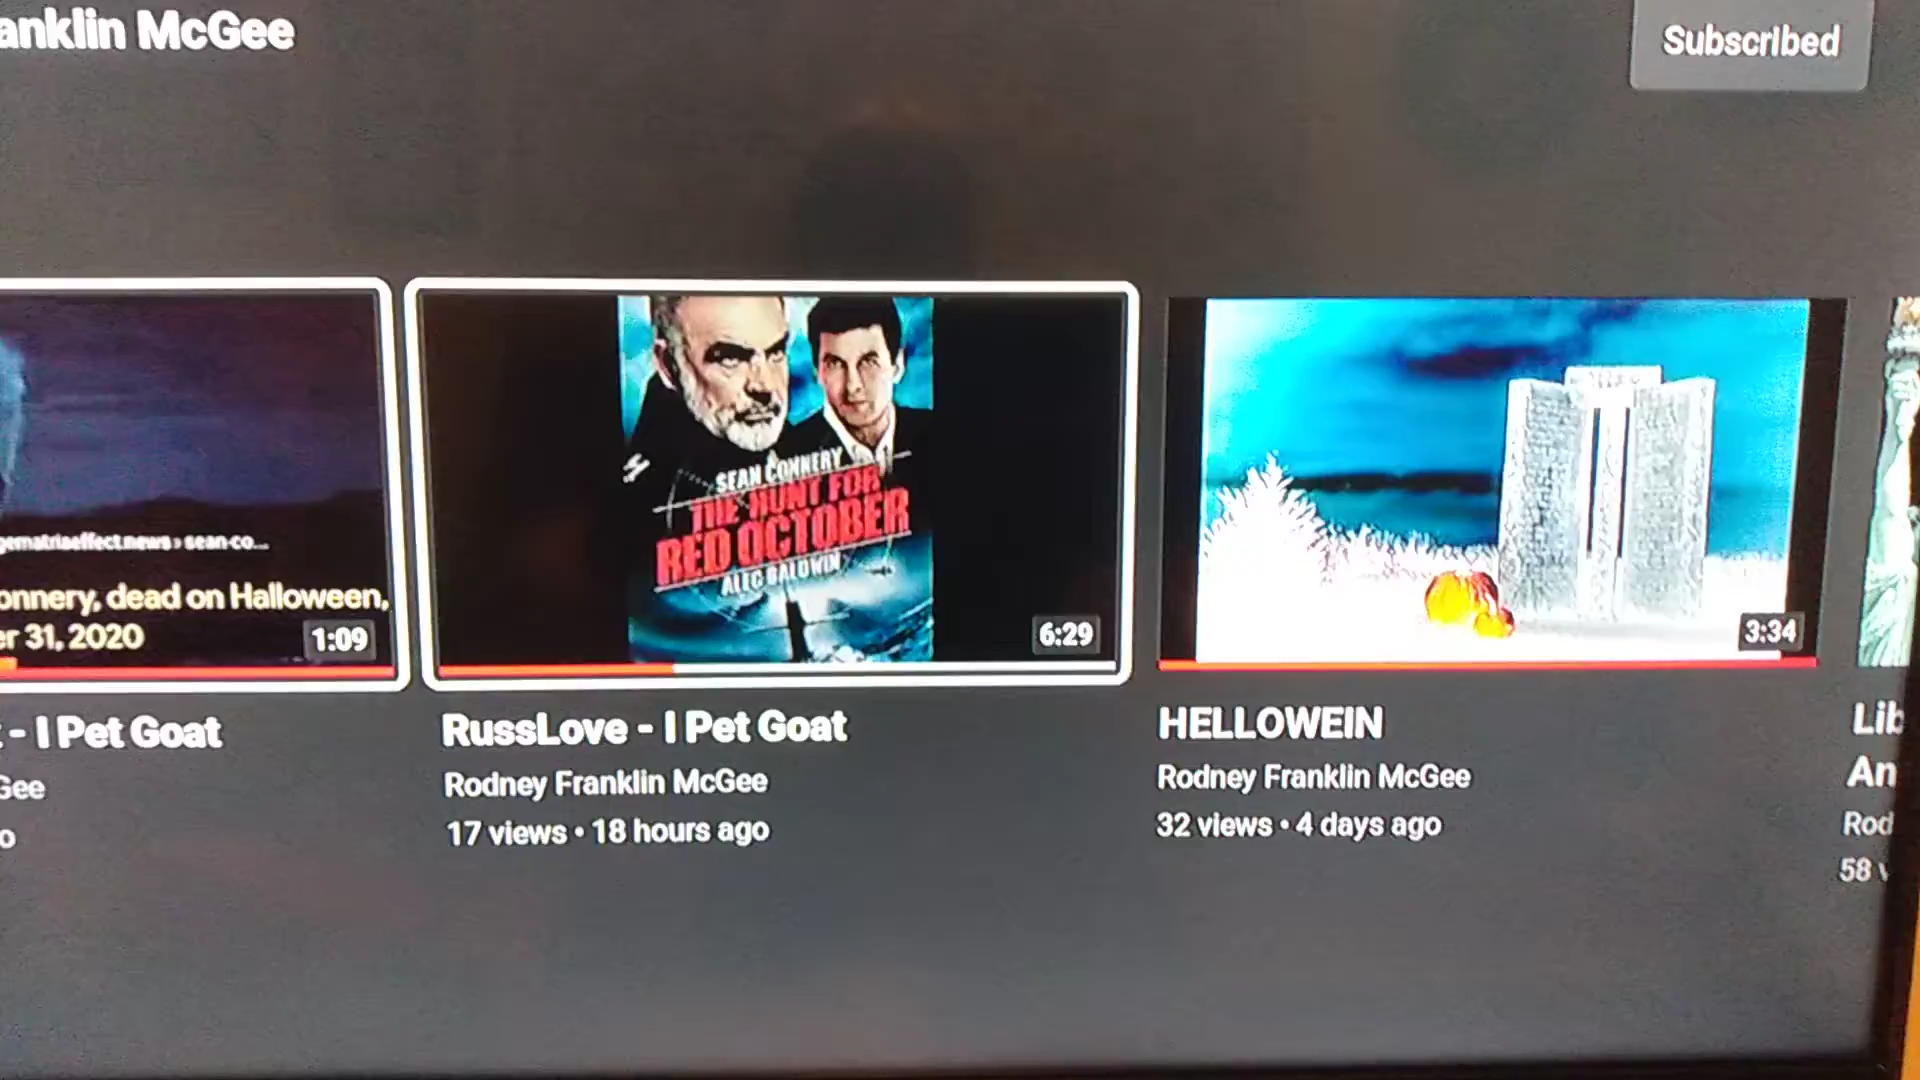 anklin McGee
Subscribed
gematriaeffect.news › sean-co...
onnery, dead on Halloween,
er 31, 2020
1:09
- I Pet Goat
Gee
o
SEAN CONNERY
THE HUNT FOR
RED OCTOBER
ALEC BALDWIN
6:29
RussLove - I Pet Goat
Rodney Franklin McGee
17 views • 18 hours ago
3:34
HELLOWEIN
Rodney Franklin McGee
32 views • 4 days ago
Lib
An
Rod
58 v